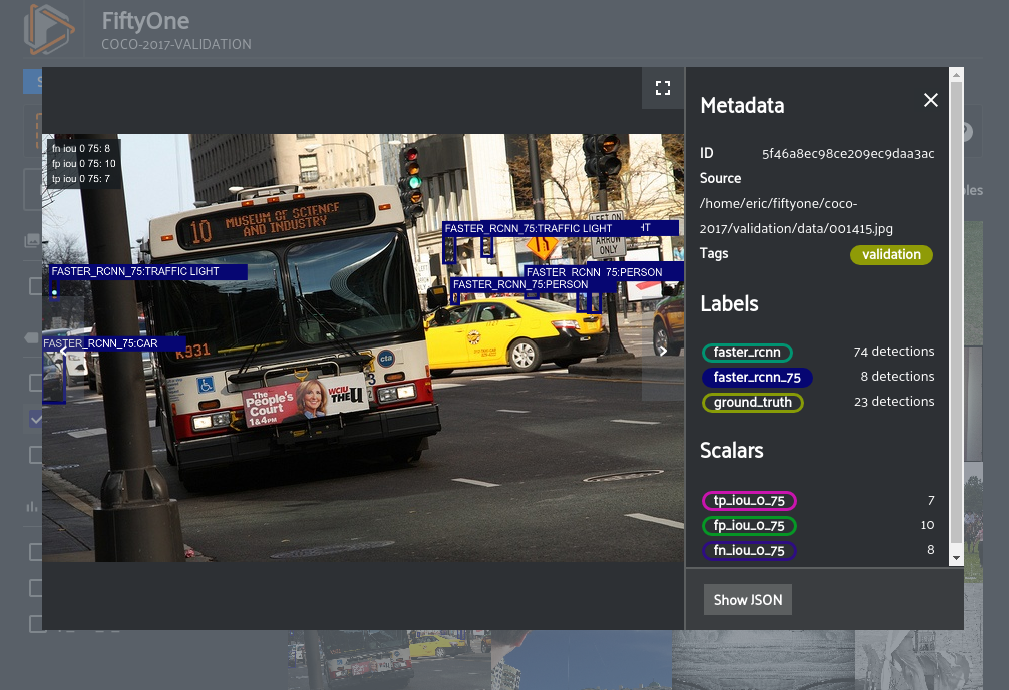 FiftyOne
COCO-2017-VALIDATION
fn iou 0 75: 8
fp iou 0 75: 10
tp iou 0 75: 7
10 MUSEUM OF SCIENCE
AND INDUSTRY
LEFT ON
ARROW
ONLY
FASTER_RCNN_75:TRAFFIC LIGHT
HT
FASTER_RCNN_75:TRAFFIC LIGHT
FASTER_RCNN_75:PERSON
FASTER_RCNN_75:PERSON
FASTER_RCNN_75:CAR
K931
cta
The
People's
Court
1&4PM
WCIU
THE U
Metadata
ID 5f46a8ec98ce209ec9daa3ac
Source
/home/eric/fiftyone/coco-
2017/validation/data/001415.jpg
Tags validation
Labels
faster_rcnn 74 detections
faster_rcnn_75 8 detections
ground_truth 23 detections
Scalars
tp_iou_0_75 7
fp_iou_0_75 10
fn_iou_0_75 8
Show JSON